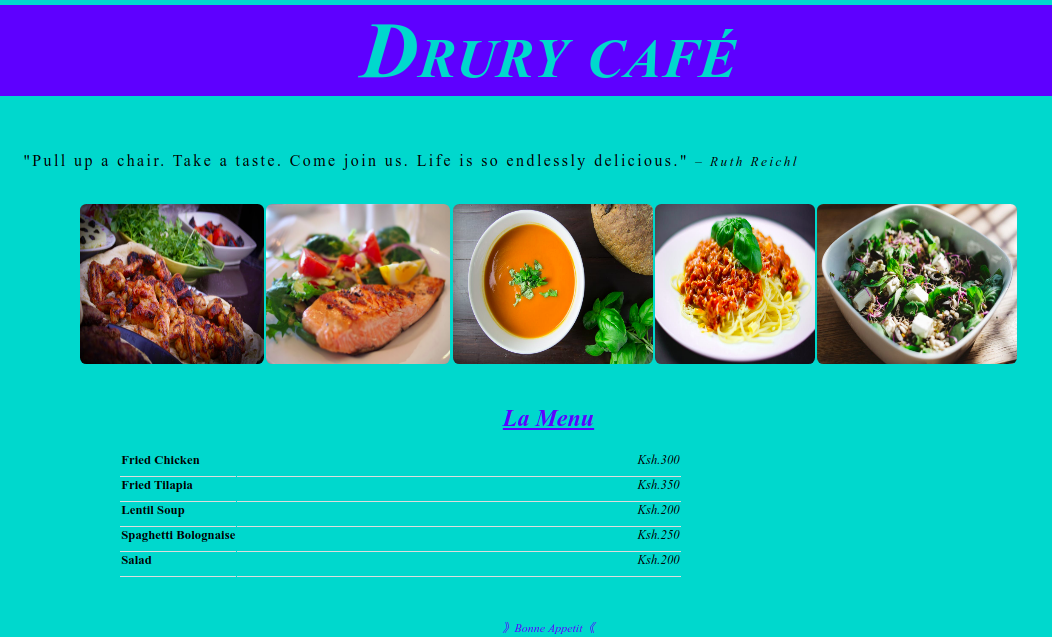 Drury café
"Pull up a chair. Take a taste. Come join us. Life is so endlessly delicious." – Ruth Reichl
La Menu
Fried Chicken Ksh.300
Fried Tilapia Ksh.350
Lentil Soup Ksh.200
Spaghetti Bolognaise Ksh.250
Salad Ksh.200
⟫ Bonne Appetit ⟪